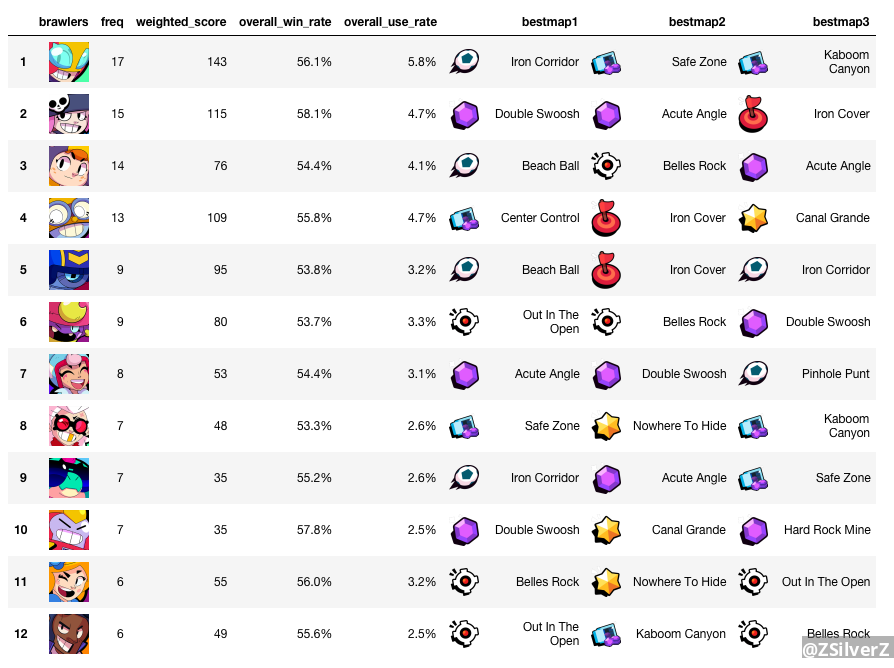 brawlers freq weighted_score overall_win_rate overall_use_rate bestmap1 bestmap2 bestmap3
1 17 143 56.1% 5.8% Iron Corridor Safe Zone Kaboom Canyon
2 15 115 58.1% 4.7% Double Swoosh Acute Angle Iron Cover
3 14 76 54.4% 4.1% Beach Ball Belles Rock Acute Angle
4 13 109 55.8% 4.7% Center Control Iron Cover Canal Grande
5 9 95 53.8% 3.2% Beach Ball Iron Cover Iron Corridor
6 9 80 53.7% 3.3% Out In The Open Belles Rock Double Swoosh
7 8 53 54.4% 3.1% Acute Angle Double Swoosh Pinhole Punt
8 7 48 53.3% 2.6% Safe Zone Nowhere To Hide Kaboom Canyon
9 7 35 55.2% 2.6% Iron Corridor Acute Angle Safe Zone
10 7 35 57.8% 2.5% Double Swoosh Canal Grande Hard Rock Mine
11 6 55 56.0% 3.2% Belles Rock Nowhere To Hide Out In The Open
12 6 49 55.6% 2.5% Out In The Open Kaboom Canyon Belles Rock
@ZSilverZ